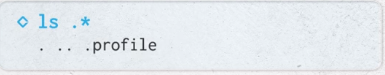 ◇ ls .*
. .. .profile